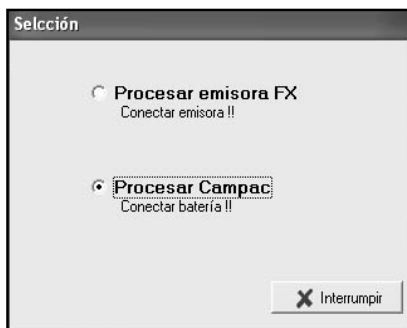 Selcción
Procesar emisora FX
Conectar emisora !!
Procesar Campac
Conectar batería !!
Interrumpir